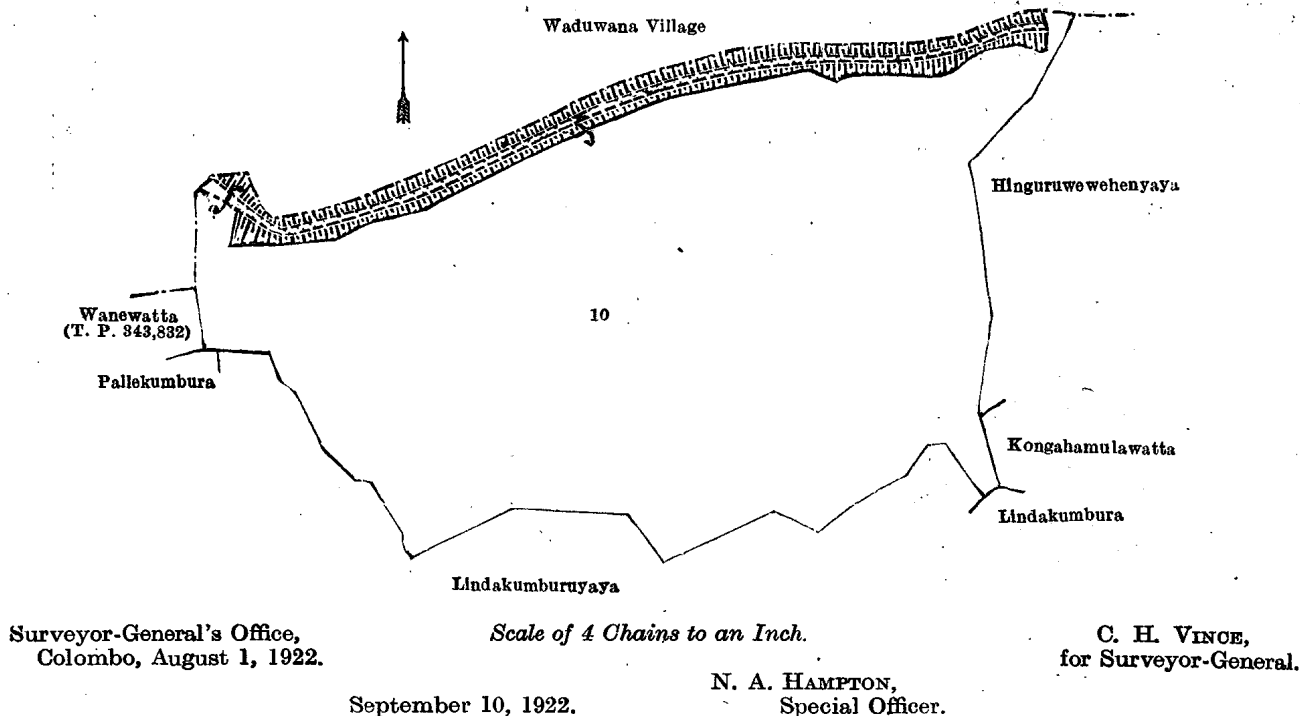 Waduwana Village
Hinguruwewehenyaya
Wanewatta
(T. P. 343,832)
10
Pallekumbura
Kongahamulawatta
Lindakumbura
Lindakumburuyaya
Surveyor-General's Office,
Colombo, August 1, 1922.
Scale of 4 Chains to an Inch.
C. H. VINCE,
for Surveyor-General.
N. A. HAMPTON,
September 10, 1922.
Special Officer.